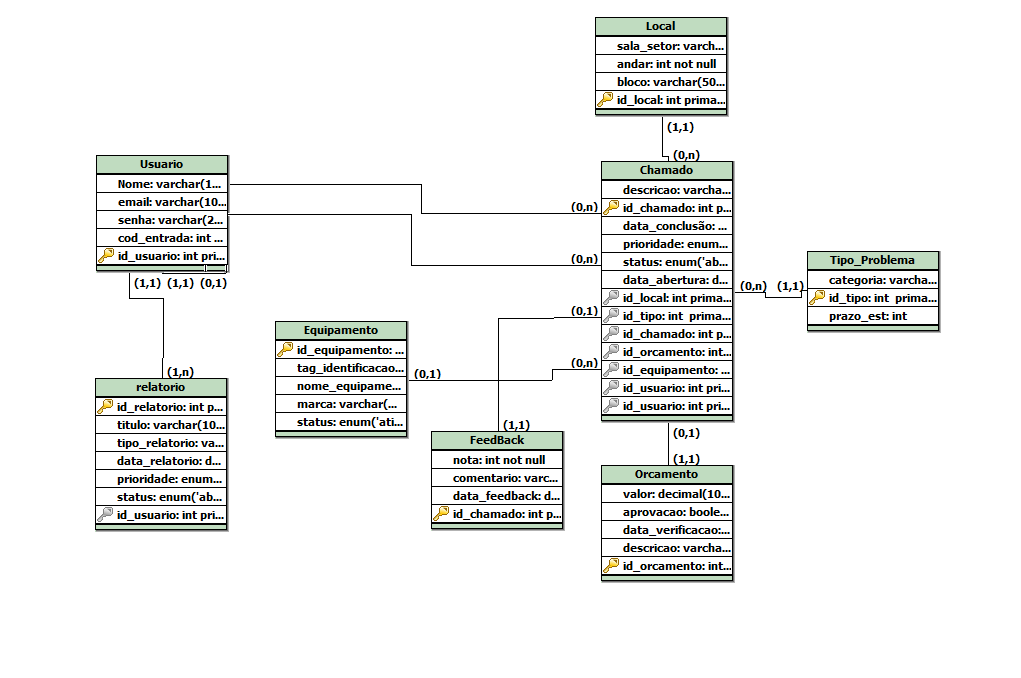 Local
sala_setor: varch...
andar: int not null
bloco: varchar(50...
id_local: int prima...
(1,1)
(0,n)
Usuario
Nome: varchar(1...
email: varchar(10...
senha: varchar(2...
cod_entrada: int ...
id_usuario: int pri...
(1,1) (1,1) (0,1)
Chamado
descricao: varcha...
id_chamado: int p...
data_conclusão: ...
prioridade: enum...
status: enum('ab...
data_abertura: d...
id_local: int prima...
id_tipo: int  prima...
id_chamado: int p...
id_orcamento: int...
id_equipamento: ...
id_usuario: int pri...
id_usuario: int pri...
(0,n)
(0,n)
(0,1)
(0,n)
(0,n) (1,1)
Tipo_Problema
categoria: varcha...
id_tipo: int  prima...
prazo_est: int
Equipamento
id_equipamento: ...
tag_identificacao...
nome_equipame...
marca: varchar(...
status: enum('ati...
(0,1)
(1,n)
relatorio
id_relatorio: int p...
titulo: varchar(10...
tipo_relatorio: va...
data_relatorio: d...
prioridade: enum...
status: enum('ab...
id_usuario: int pri...
(1,1)
FeedBack
nota: int not null
comentario: varc...
data_feedback: d...
id_chamado: int p...
(0,1)
(1,1)
Orcamento
valor: decimal(10...
aprovacao: boole...
data_verificacao:...
descricao: varcha...
id_orcamento: int...